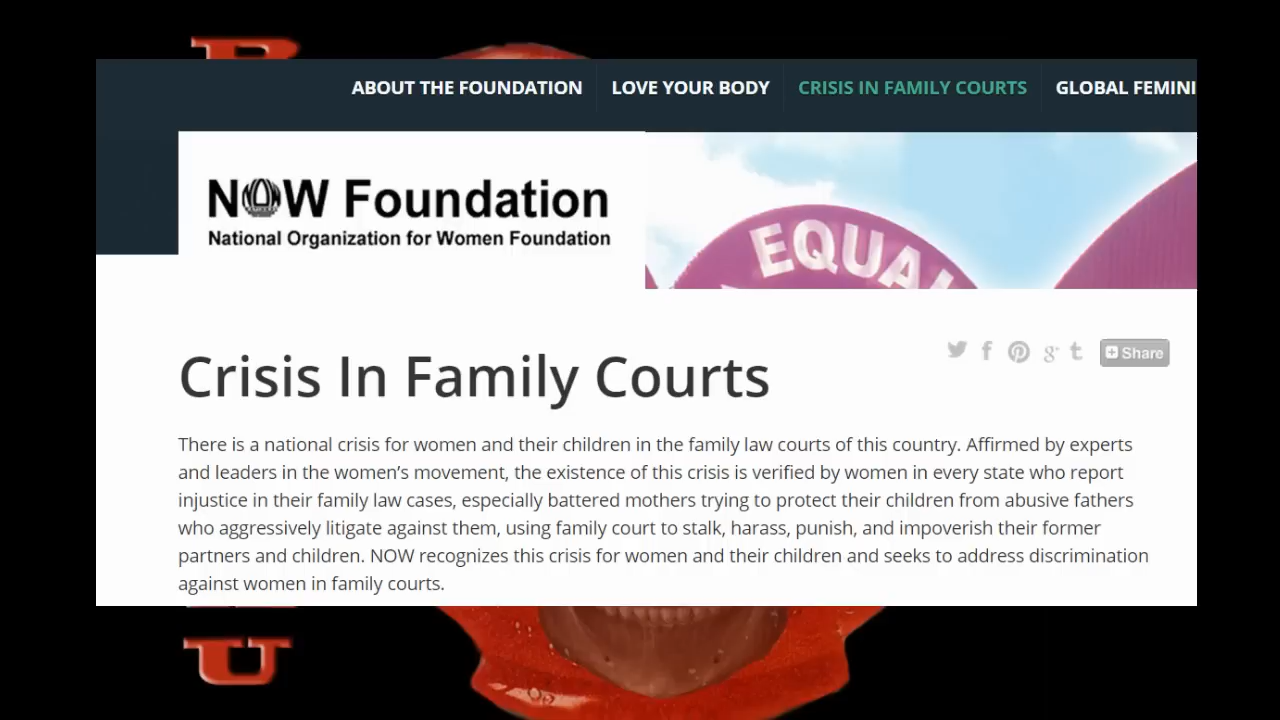 B
ABOUT THE FOUNDATION LOVE YOUR BODY CRISIS IN FAMILY COURTS GLOBAL FEMINI
NOW Foundation
National Organization for Women Foundation
EQUAL
Share
Crisis In Family Courts
There is a national crisis for women and their children in the family law courts of this country. Affirmed by experts
and leaders in the women’s movement, the existence of this crisis is verified by women in every state who report
injustice in their family law cases, especially battered mothers trying to protect their children from abusive fathers
who aggressively litigate against them, using family court to stalk, harass, punish, and impoverish their former
partners and children. NOW recognizes this crisis for women and their children and seeks to address discrimination
against women in family courts.
U